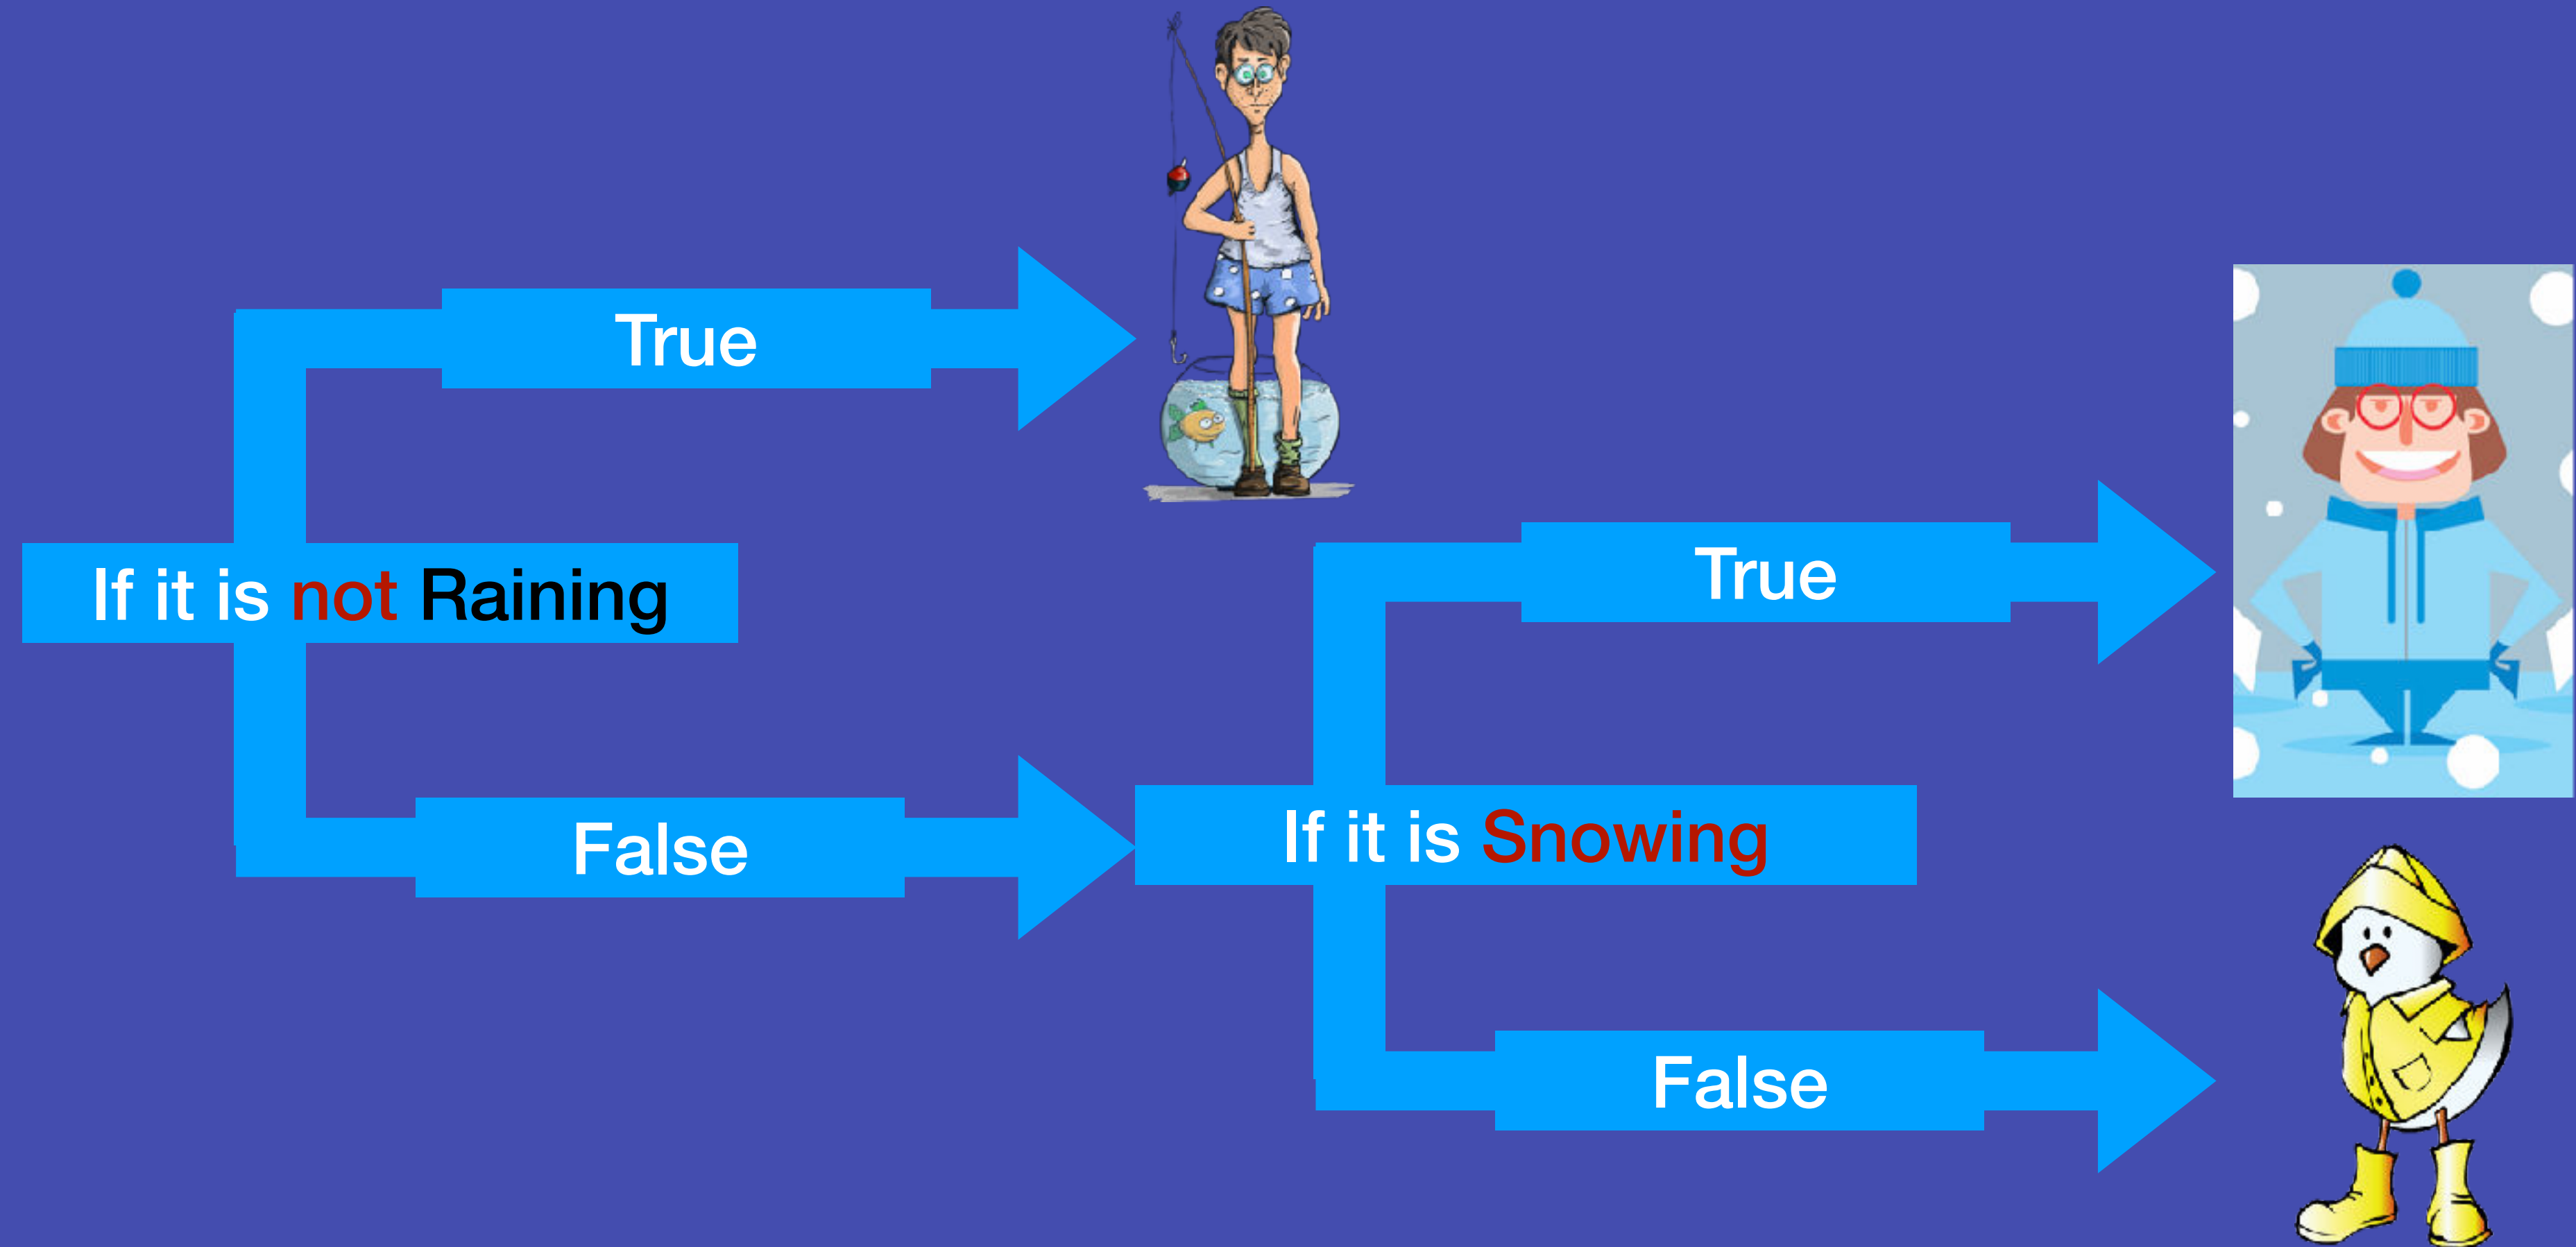 True
If it is not Raining
True
False
If it is Snowing
False